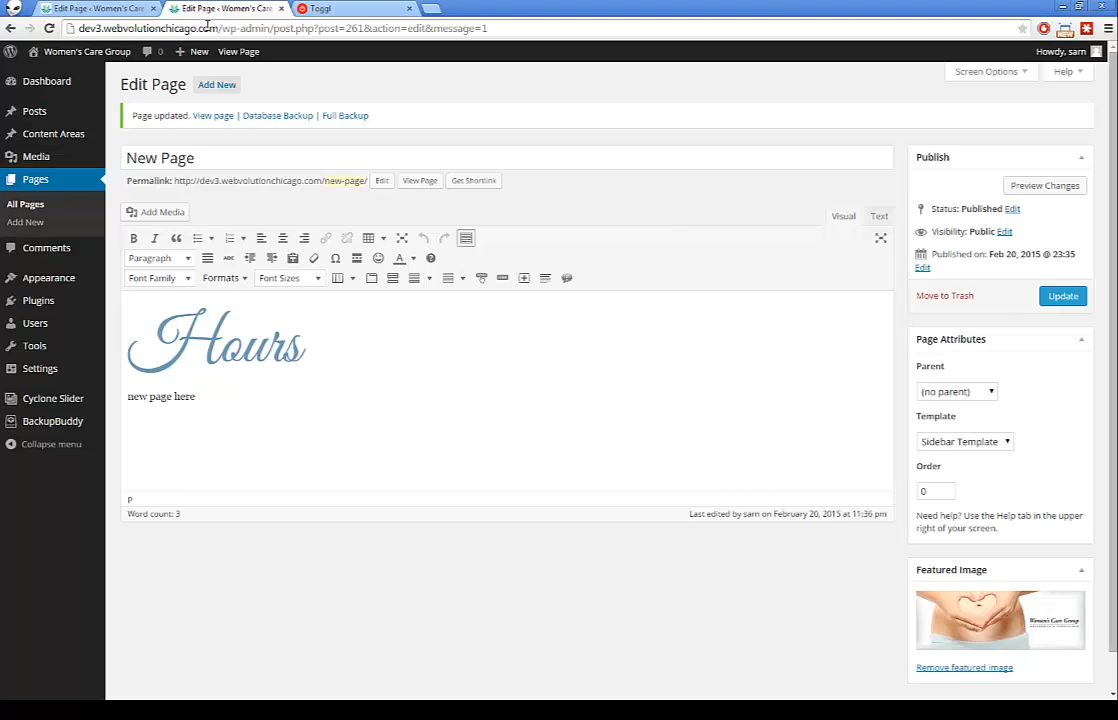 Edit Page ‹ Women's Care
Edit Page ‹ Women's Care
Toggl
dev3.webvolutionchicago.com/wp-admin/post.php?post=261&action=edit&message=1
NEW
Women's Care Group
0
+ New
View Page
Howdy, sarn
Screen Options
Help
Dashboard
Posts
Content Areas
Media
Pages
All Pages
Add New
Comments
Appearance
Plugins
Users
Tools
Settings
Cyclone Slider
BackupBuddy
Collapse menu
Edit Page
Add New
Page updated. View page | Database Backup | Full Backup
New Page
Permalink: http://dev3.webvolutionchicago.com/new-page/ Edit View Page Get Shortlink
Add Media
Visual
Text
B I
Paragraph
ABC
Ω
A
Font Family
Formats
Font Sizes
Hours
new page here
P
Word count: 3
Last edited by sarn on February 20, 2015 at 11:36 pm
Publish
Preview Changes
Status: Published Edit
Visibility: Public Edit
Published on: Feb 20, 2015 @ 23:35
Edit
Move to Trash
Update
Page Attributes
Parent
(no parent)
Template
Sidebar Template
Order
0
Need help? Use the Help tab in the upper
right of your screen.
Featured Image
Women's Care Group
Remove featured image